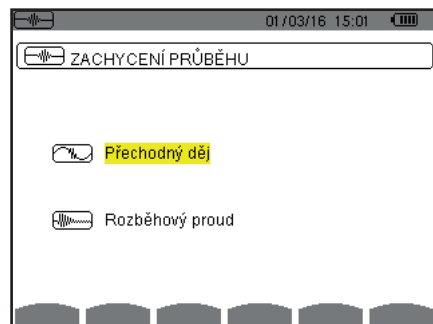 01/03/16 15:01
ZACHYCENÍ PRŮBĚHU
Přechodný děj
Rozběhový proud